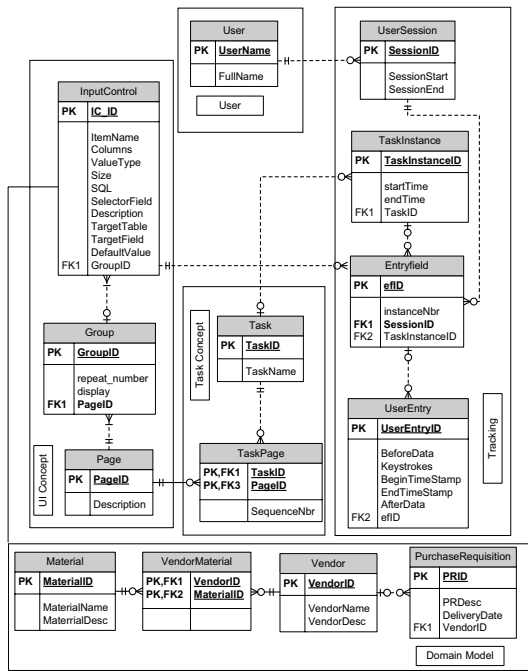 User
PK UserName
FullName
User
UserSession
PK SessionID
SessionStart
SessionEnd
InputControl
PK IC_ID
ItemName
Columns
ValueType
Size
SQL
SelectorField
Description
TargetTable
TargetField
DefaultValue
FK1 GroupID
TaskInstance
PK TaskInstanceID
startTime
endTime
FK1 TaskID
Entryfield
PK efID
instanceNbr
FK1 SessionID
FK2 TaskInstanceID
Group
PK GroupID
repeat_number
display
FK1 PageID
Task Concept
Task
PK TaskID
TaskName
UserEntry
PK UserEntryID
BeforeData
Keystrokes
BeginTimeStamp
EndTimeStamp
AfterData
FK2 efID
Tracking
UI Concept
Page
PK PageID
Description
TaskPage
PK,FK1 TaskID
PK,FK3 PageID
SequenceNbr
Material
PK MaterialID
MaterialName
MaterrialDesc
VendorMaterial
PK,FK1 VendorID
PK,FK2 MaterialID
Vendor
PK VendorID
VendorName
VendorDesc
PurchaseRequisition
PK PRID
PRDesc
DeliveryDate
FK1 VendorID
Domain Model